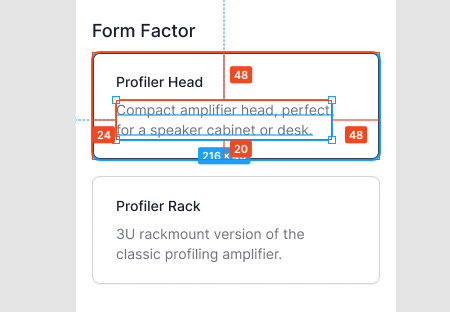 Form Factor
48
Profiler Head
Compact amplifier head, perfect
24
for a speaker cabinet or desk.
48
20
216 ×
Profiler Rack
3U rackmount version of the
classic profiling amplifier.